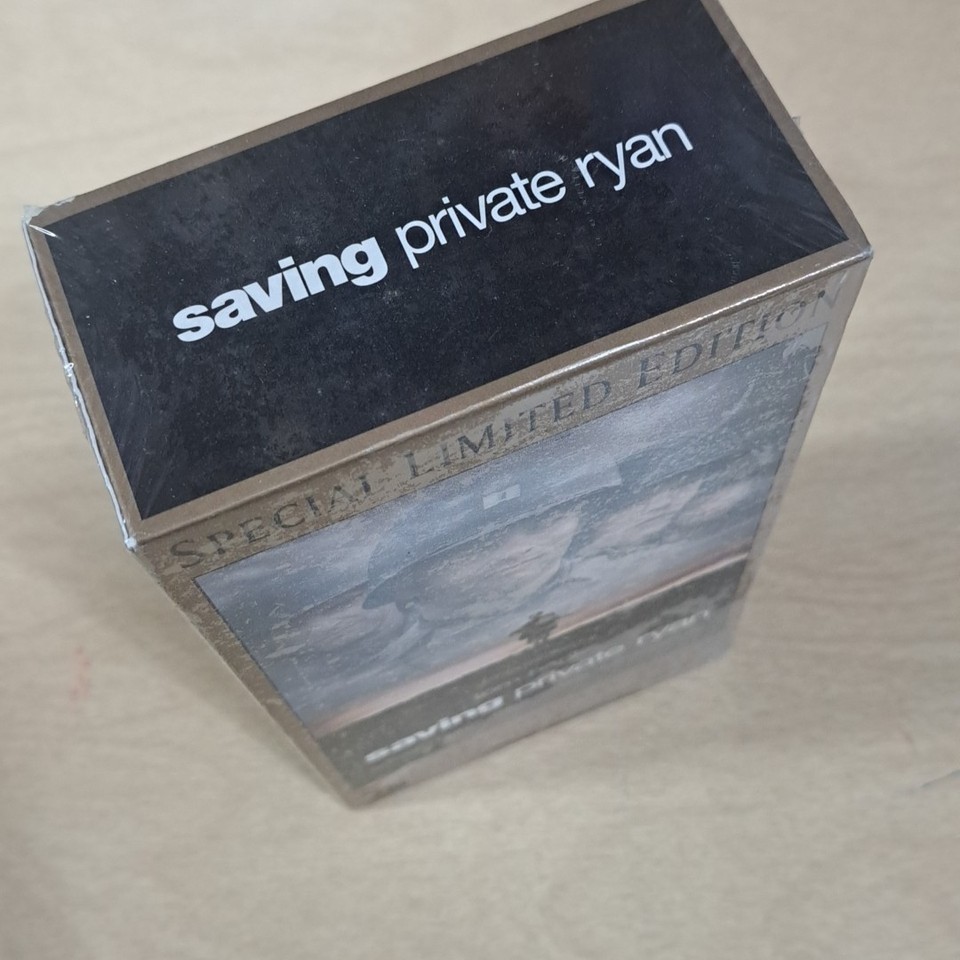 saving private ryan
SPECIAL LIMITED EDITION
saving private ryan